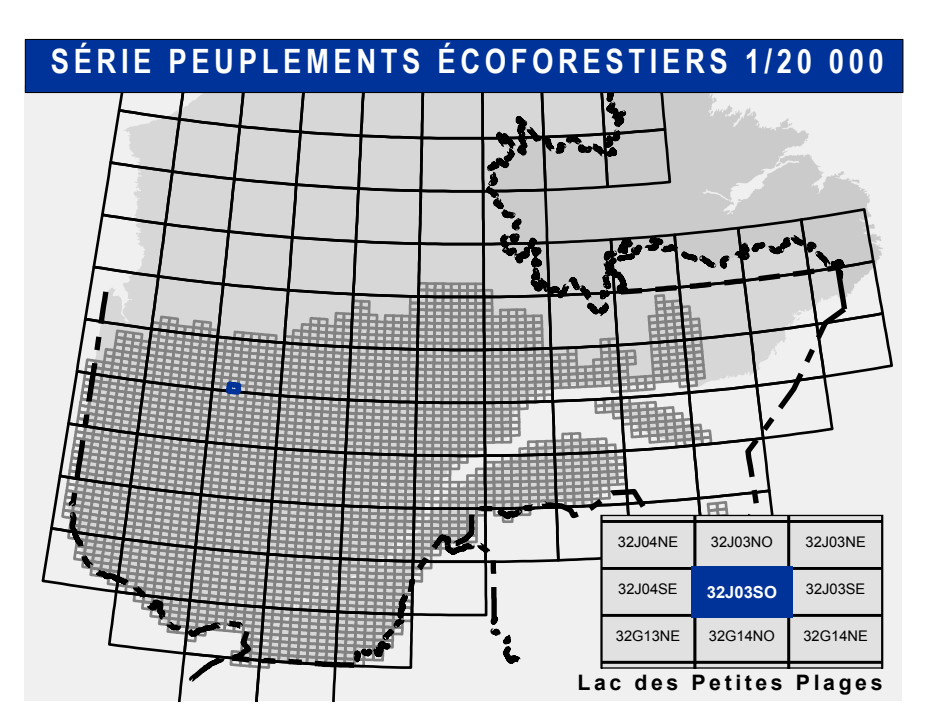 SÉRIE PEUPLEMENTS ÉCOFORESTIERS 1/20 000
32J04NE 32J03NO 32J03NE
32J04SE 32J03SO 32J03SE
32G13NE 32G14NO 32G14NE
Lac des Petites Plages